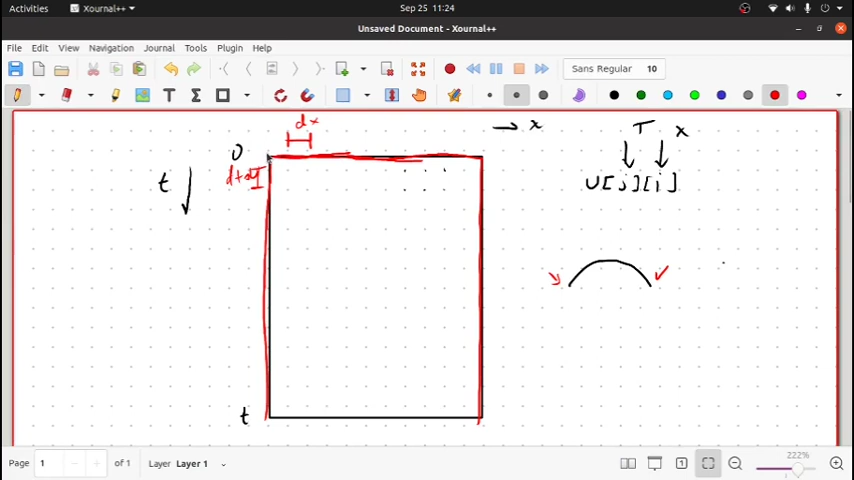 Activities
Xournal++
Sep 25 11:24
Unsaved Document - Xournal++
File Edit View Navigation Journal Tools Plugin Help
Sans Regular 10
dx
→ x
T x
0
t
U[j][i]
t
Page 1 of 1 Layer Layer 1
222%